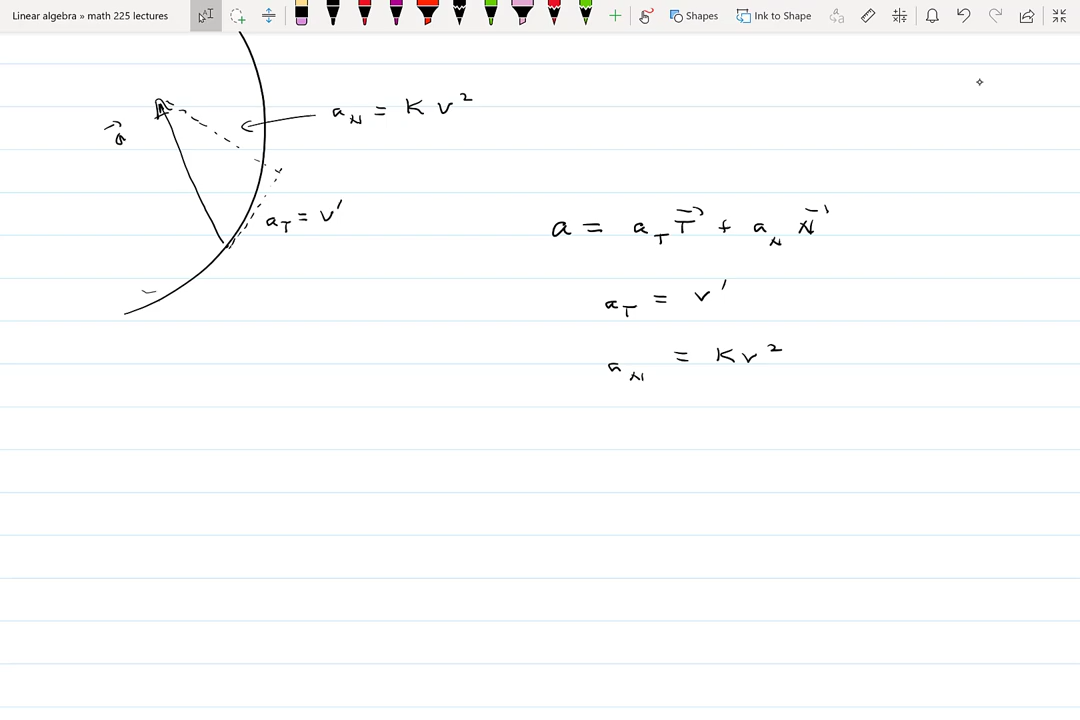 Linear algebra » math 225 lectures
Shapes
Ink to Shape
a⃗
a_N = K v²
a_T = v′
a = a_T T⃗ + a_N N⃗
a_T = v′
a_N = K v²